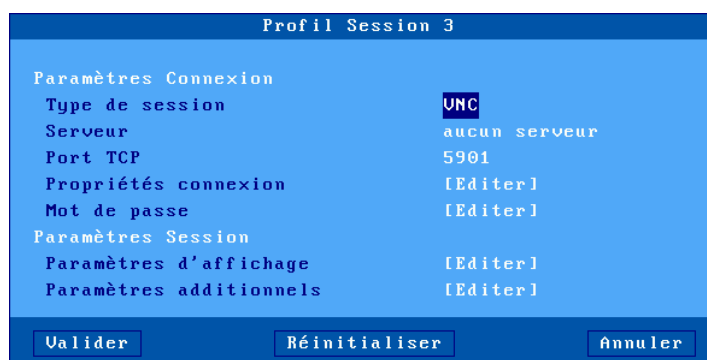 Profil Session 3
Paramètres Connexion
Type de session VNC
Serveur aucun serveur
Port TCP 5901
Propriétés connexion [Editer]
Mot de passe [Editer]
Paramètres Session
Paramètres d'affichage [Editer]
Paramètres additionnels [Editer]
Valider Réinitialiser Annuler